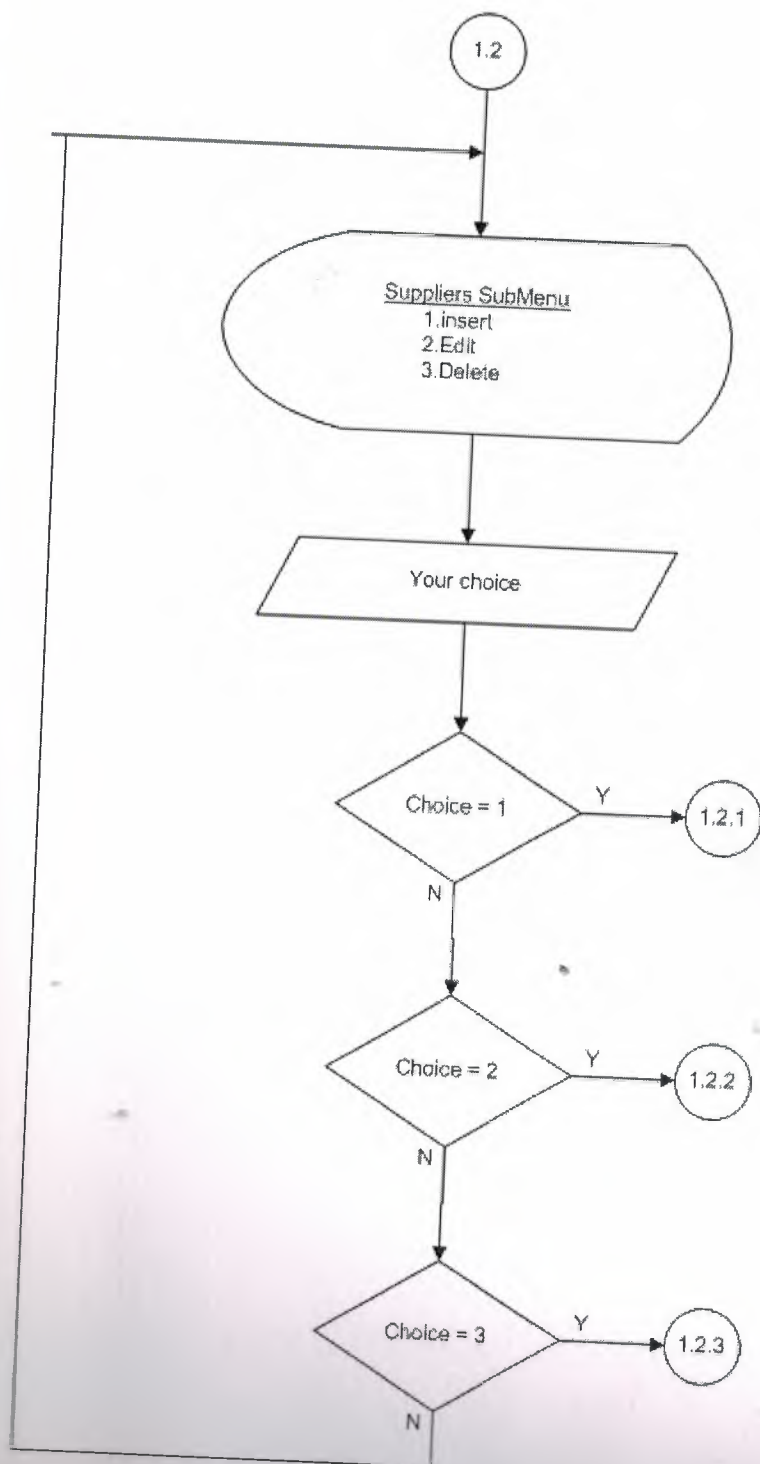 1.2
Suppliers SubMenu
1.insert
2.Edit
3.Delete
Your choice
Choice = 1
Y
1.2.1
N
Choice = 2
Y
1.2.2
N
Choice = 3
Y
1.2.3
N